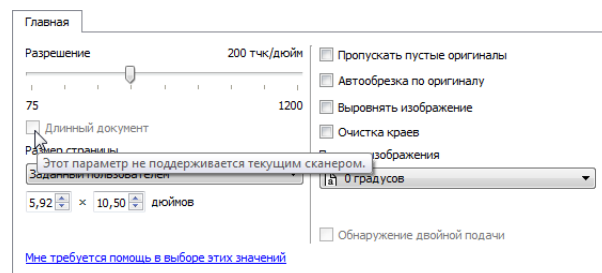 Главная
Разрешение 200 тчк/дюйм
75 1200
Длинный документ
Размер страницы
Этот параметр не поддерживается текущим сканером.
Заданный пользователем
5,92 × 10,50 дюймов
Мне требуется помощь в выборе этих значений
Пропускать пустые оригиналы
Автообрезка по оригиналу
Выровнять изображение
Очистка краев
изображения
0 градусов
Обнаружение двойной подачи